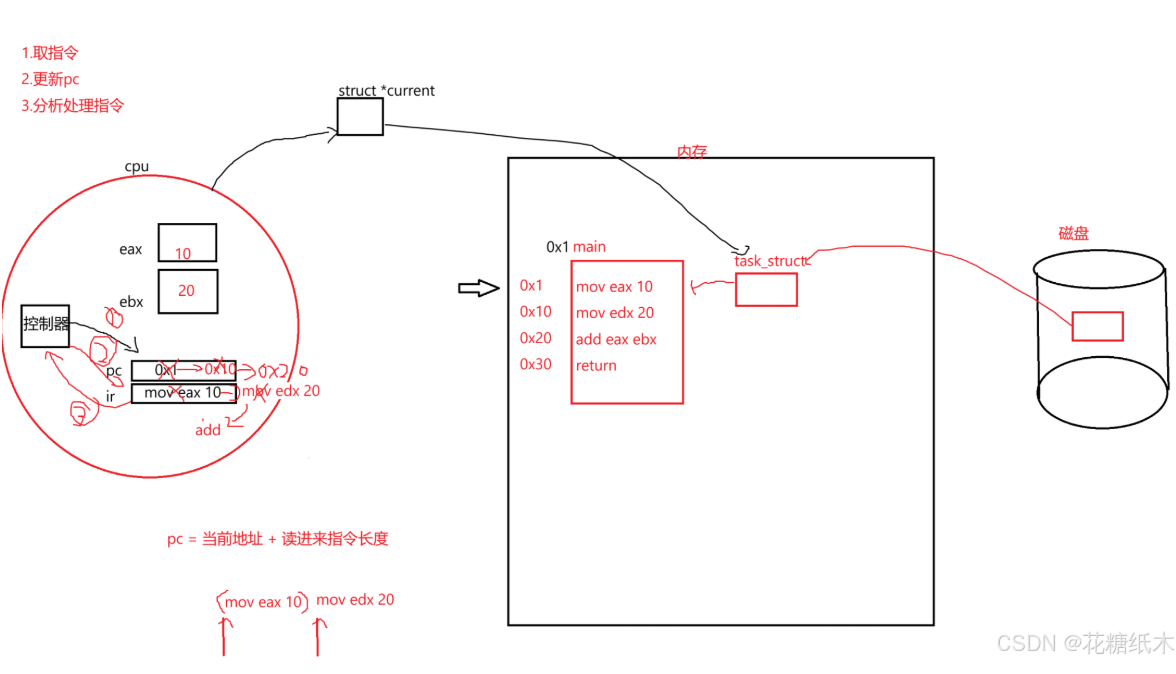 1.取指令
2.更新pc
3.分析处理指令
struct *current
cpu
内存
eax
10
ebx
20
控制器
pc
0x1
0x10
0x20
ir
mov eax 10
mov edx 20
add
0x1 main
task_struct
0x1 mov eax 10
0x10 mov edx 20
0x20 add eax ebx
0x30 return
磁盘
pc = 当前地址 + 读进来指令长度
(mov eax 10) mov edx 20
CSDN @花糖纸木